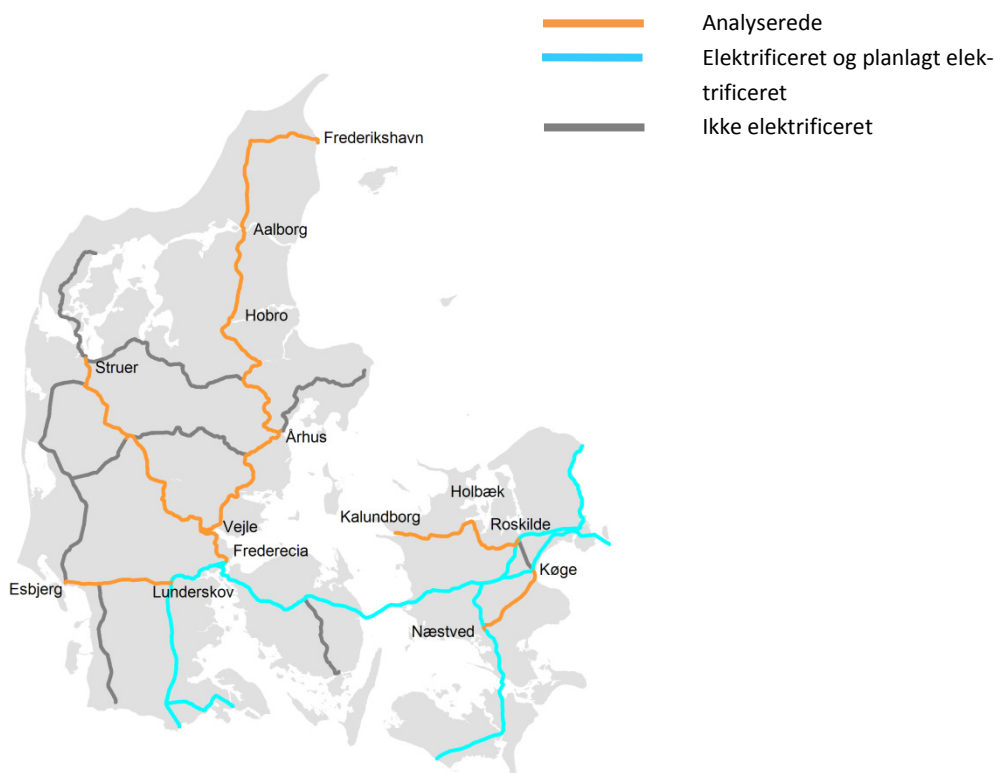 Analyserede
Elektrificeret og planlagt elek-
trificeret
Ikke elektrificeret
Frederikshavn
Aalborg
Hobro
Struer
Århus
Holbæk
Kalundborg
Roskilde
Vejle
Frederecia
Køge
Esbjerg
Lunderskov
Næstved